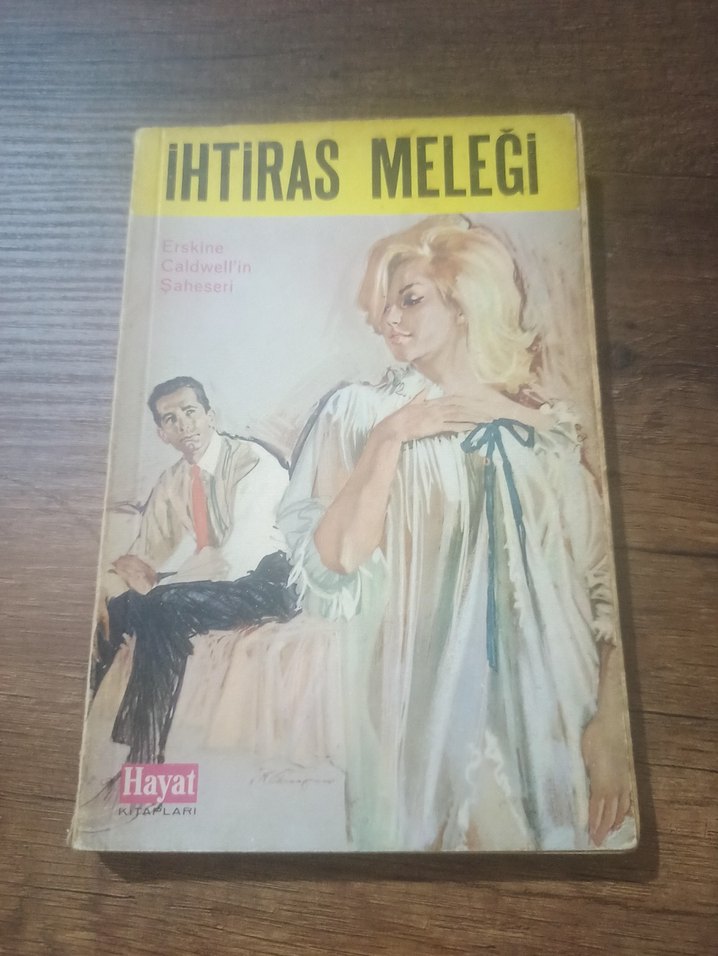 İHTİRAS MELEĞİ
Erskine
Caldwell'in
Şaheseri
Hayat
KİTAPLARI